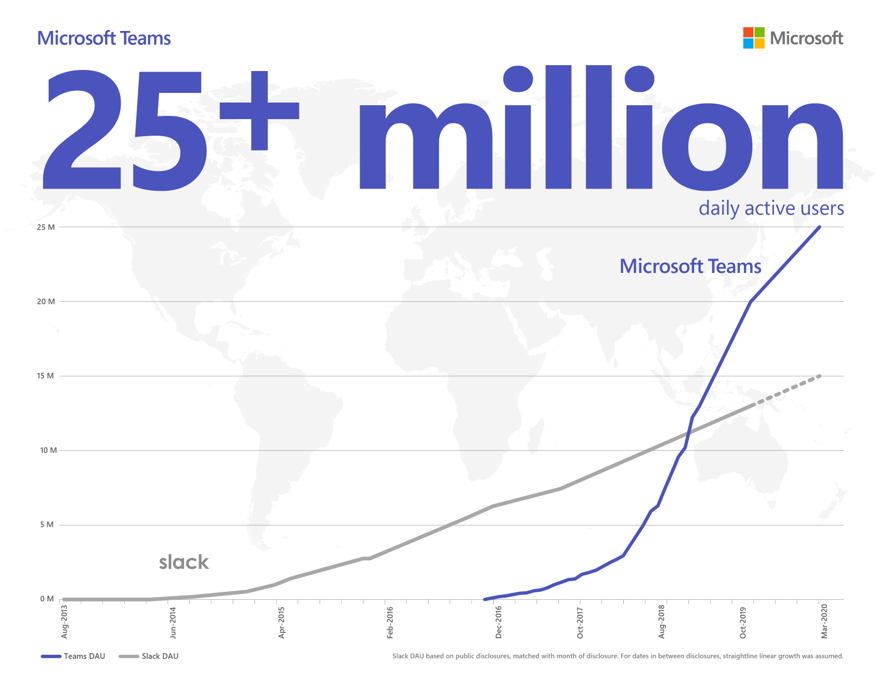 Microsoft Teams
Microsoft
25+ million
daily active users
25 M
Microsoft Teams
20 M
15 M
10 M
5 M
slack
0 M
Aug-2013
Jun-2014
Apr-2015
Feb-2016
Dec-2016
Oct-2017
Aug-2018
Oct-2019
Mar-2020
Teams DAU
Slack DAU
Slack DAU based on public disclosures, matched with month of disclosure. For dates in between disclosures, straightline linear growth was assumed.